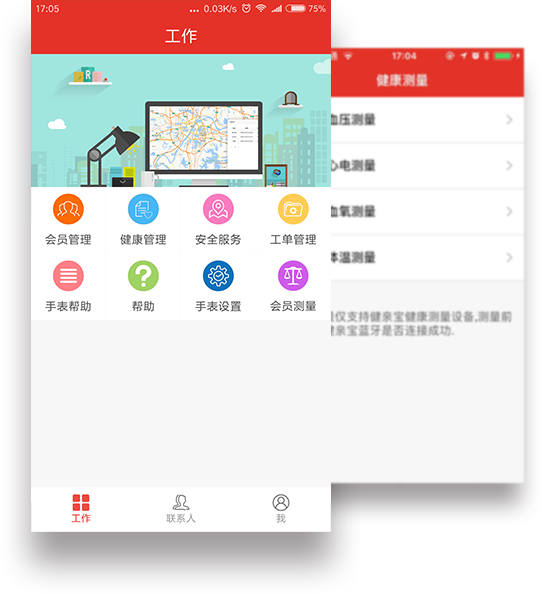 17:05
... 0.03K/s
75%
工作
会员管理
健康管理
安全服务
工单管理
手表帮助
帮助
手表设置
会员测量
工作
联系人
我
17:04
健康测量
血压测量
心电测量
血氧测量
体温测量
仅支持健亲宝健康测量设备,测量前
健亲宝蓝牙是否连接成功.